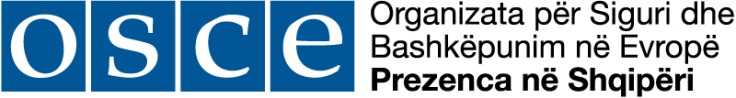 osce Organizata për Siguri dhe
Bashkëpunim në Evropë
Prezenca në Shqipëri